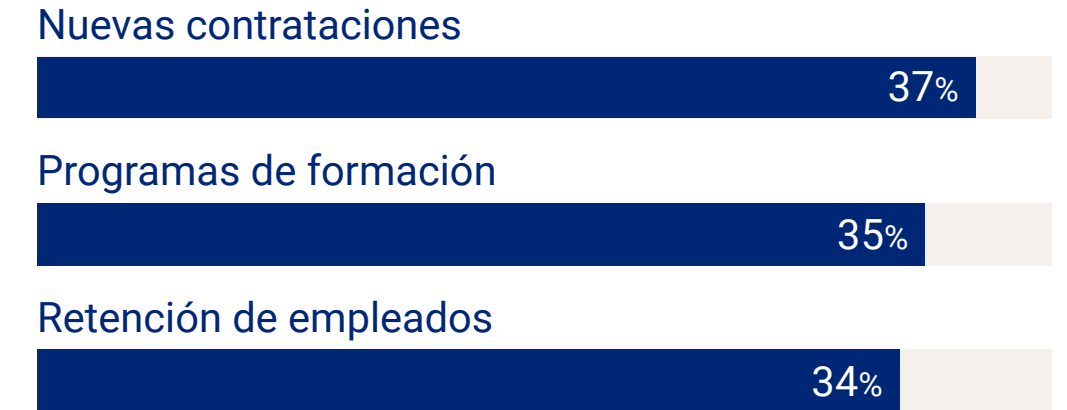 Nuevas contrataciones
37%
Programas de formación
35%
Retención de empleados
34%